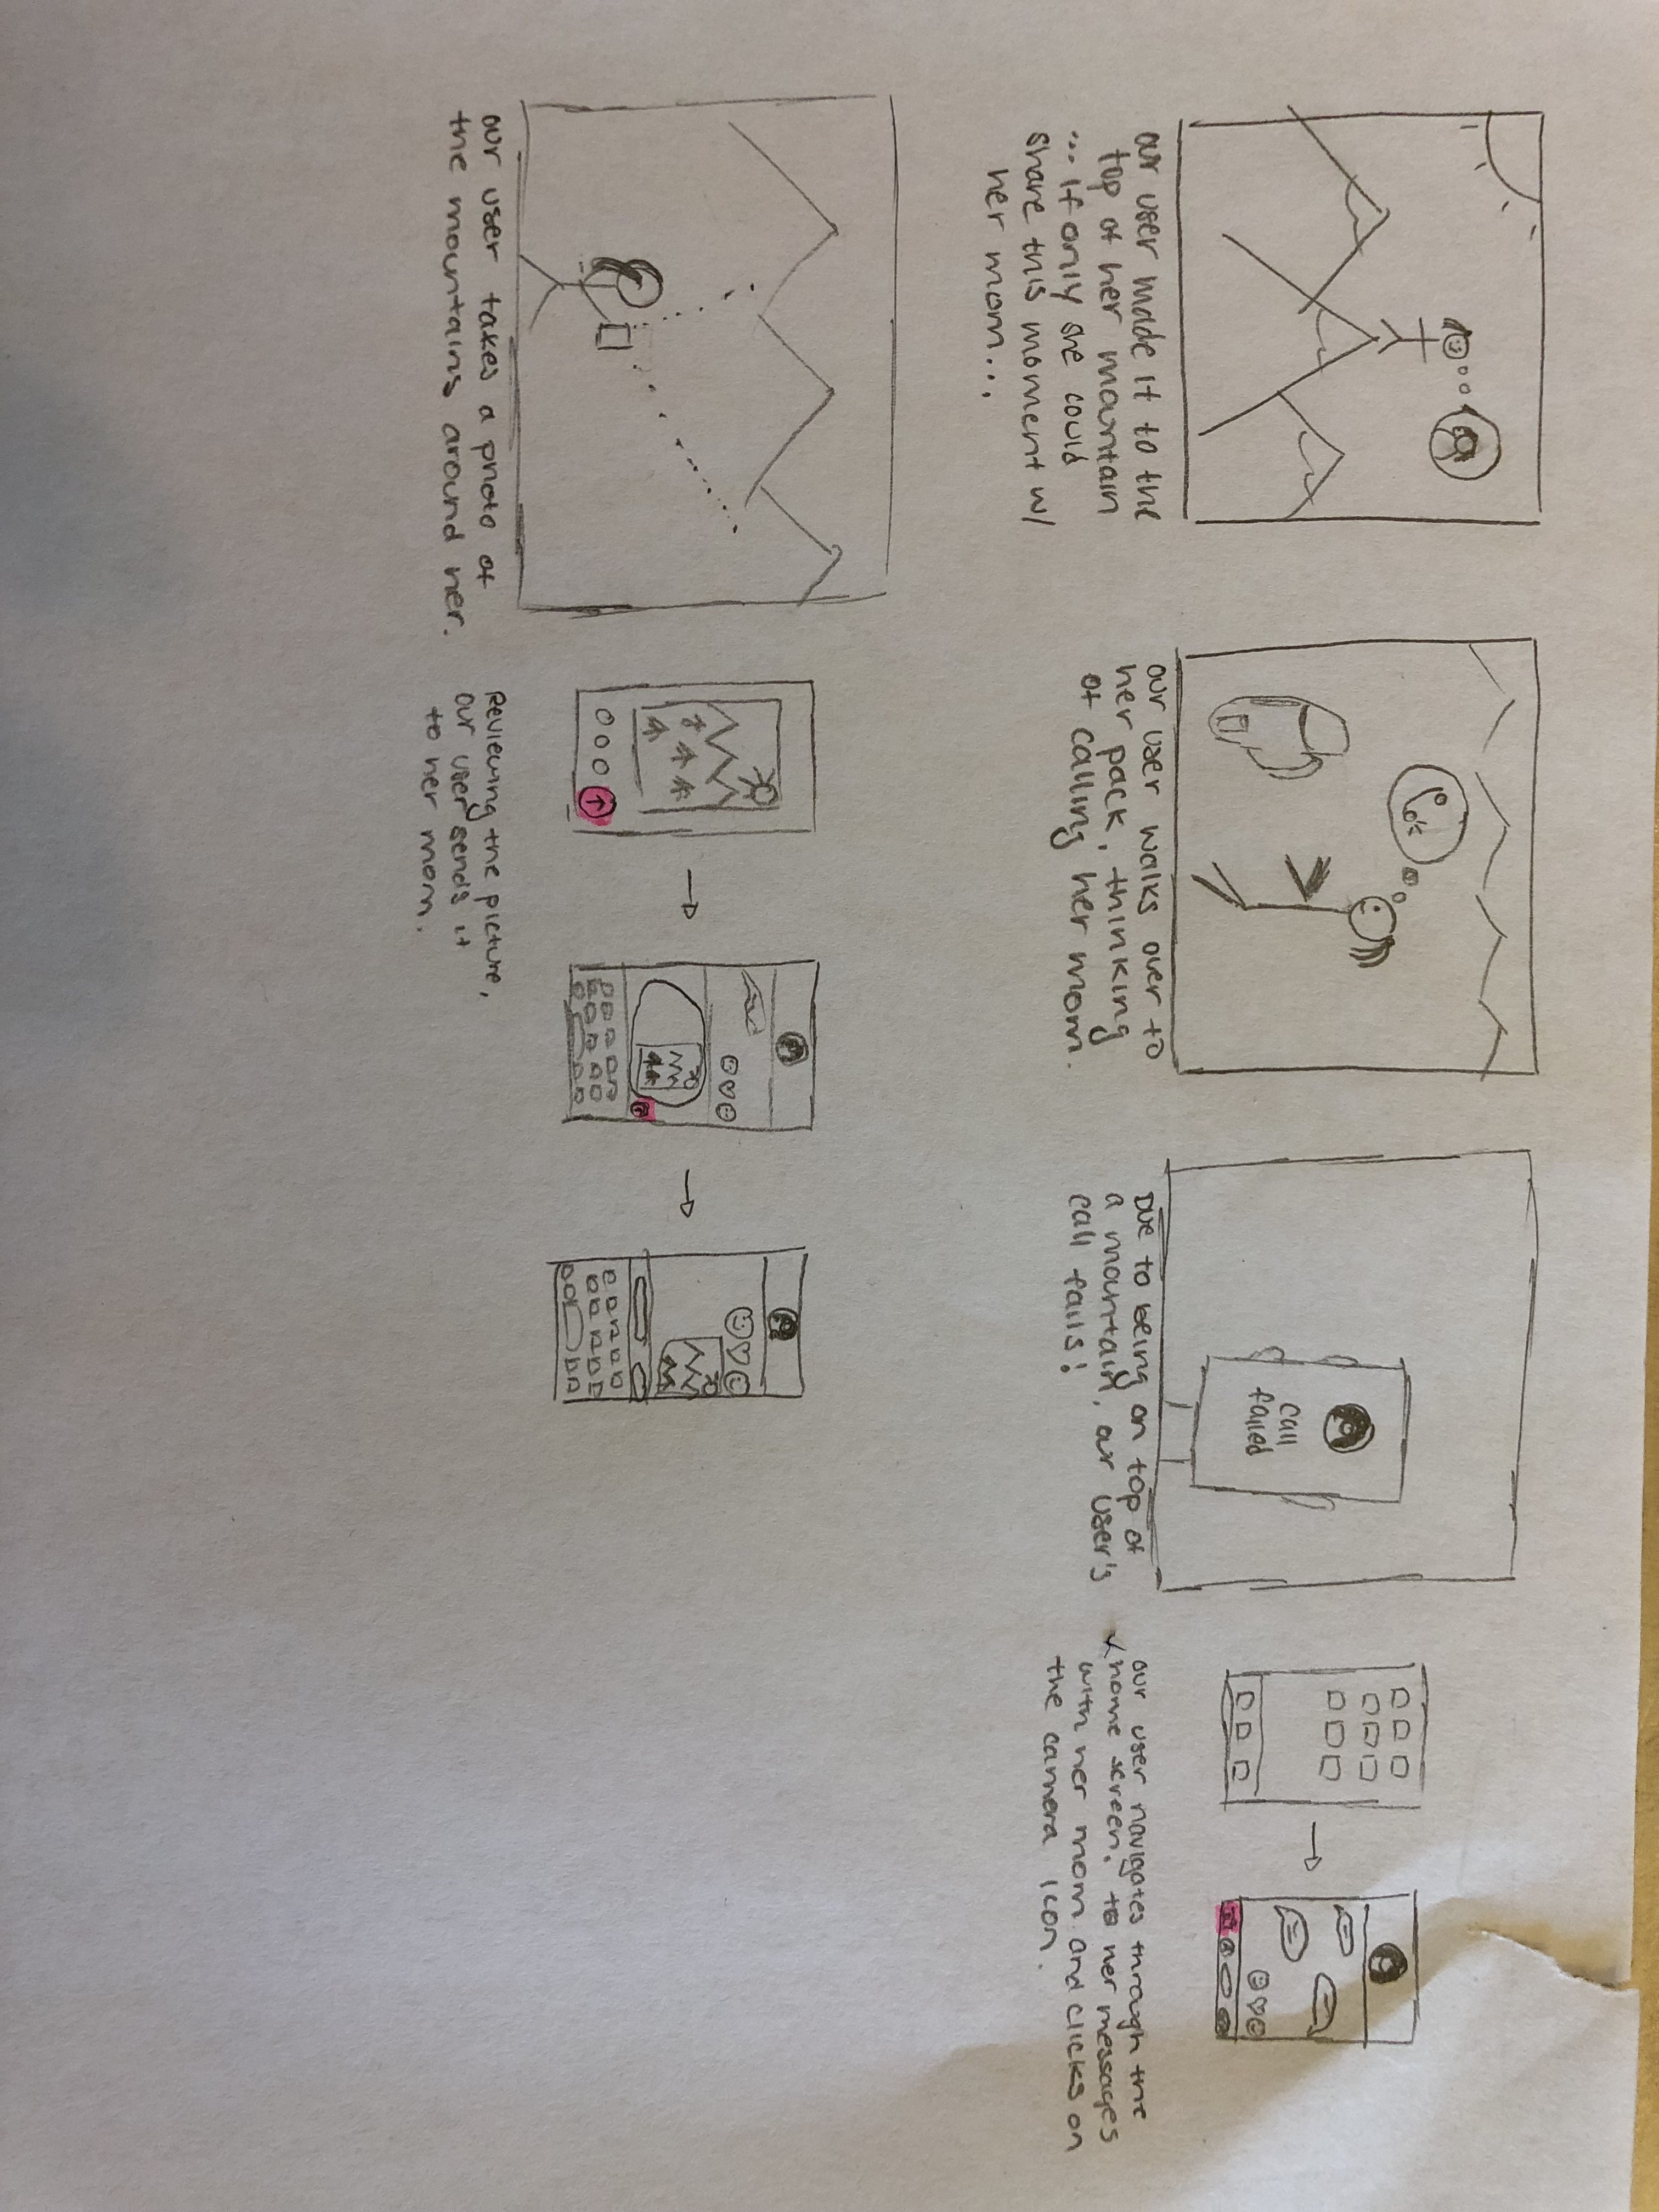 our user made it to the
top of her mountain
... if only she could
share this moment w/
her mom...
our user walks over to
her pack, thinking
of calling her mom.
call
failed
Due to being on top of
a mountain, our user's
call fails!
our user navigates through the
home screen, to her messages
with her mom and clicks on
the camera icon.
our user takes a photo of
the mountains around her.
Reviewing the picture,
our user sends it
to her mom.